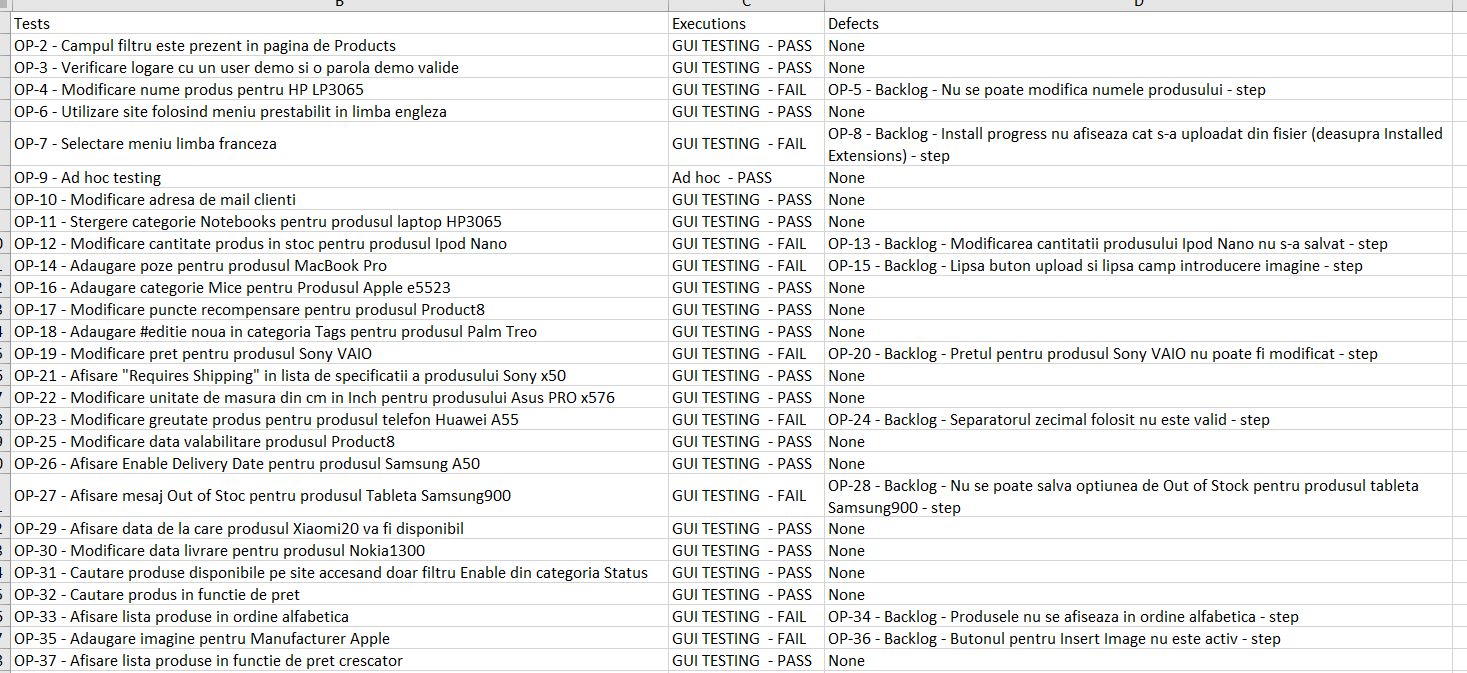 B C D
Tests Executions Defects
OP-2 - Campul filtru este prezent in pagina de Products GUI TESTING - PASS None
OP-3 - Verificare logare cu un user demo si o parola demo valide GUI TESTING - PASS None
OP-4 - Modificare nume produs pentru HP LP3065 GUI TESTING - FAIL OP-5 - Backlog - Nu se poate modifica numele produsului - step
OP-6 - Utilizare site folosind meniu prestabilit in limba engleza GUI TESTING - PASS None
OP-7 - Selectare meniu limba franceza GUI TESTING - FAIL OP-8 - Backlog - Install progress nu afiseaza cat s-a uploadat din fisier (deasupra Installed
Extensions) - step
OP-9 - Ad hoc testing Ad hoc - PASS None
OP-10 - Modificare adresa de mail clienti GUI TESTING - PASS None
OP-11 - Stergere categorie Notebooks pentru produsul laptop HP3065 GUI TESTING - PASS None
OP-12 - Modificare cantitate produs in stoc pentru produsul Ipod Nano GUI TESTING - FAIL OP-13 - Backlog - Modificarea cantitatii produsului Ipod Nano nu s-a salvat - step
OP-14 - Adaugare poze pentru produsul MacBook Pro GUI TESTING - FAIL OP-15 - Backlog - Lipsa buton upload si lipsa camp introducere imagine - step
OP-16 - Adaugare categorie Mice pentru Produsul Apple e5523 GUI TESTING - PASS None
OP-17 - Modificare puncte recompensare pentru produsul Product8 GUI TESTING - PASS None
OP-18 - Adaugare #editie noua in categoria Tags pentru produsul Palm Treo GUI TESTING - PASS None
OP-19 - Modificare pret pentru produsul Sony VAIO GUI TESTING - FAIL OP-20 - Backlog - Pretul pentru produsul Sony VAIO nu poate fi modificat - step
OP-21 - Afisare "Requires Shipping" in lista de specificatii a produsului Sony x50 GUI TESTING - PASS None
OP-22 - Modificare unitate de masura din cm in Inch pentru produsului Asus PRO x576 GUI TESTING - PASS None
OP-23 - Modificare greutate produs pentru produsul telefon Huawei A55 GUI TESTING - FAIL OP-24 - Backlog - Separatorul zecimal folosit nu este valid - step
OP-25 - Modificare data valabilitare produsul Product8 GUI TESTING - PASS None
OP-26 - Afisare Enable Delivery Date pentru produsul Samsung A50 GUI TESTING - PASS None
OP-27 - Afisare mesaj Out of Stoc pentru produsul Tableta Samsung900 GUI TESTING - FAIL OP-28 - Backlog - Nu se poate salva optiunea de Out of Stock pentru produsul tableta
Samsung900 - step
OP-29 - Afisare data de la care produsul Xiaomi20 va fi disponibil GUI TESTING - PASS None
OP-30 - Modificare data livrare pentru produsul Nokia1300 GUI TESTING - PASS None
OP-31 - Cautare produse disponibile pe site accesand doar filtru Enable din categoria Status GUI TESTING - PASS None
OP-32 - Cautare produs in functie de pret GUI TESTING - PASS None
OP-33 - Afisare lista produse in ordine alfabetica GUI TESTING - FAIL OP-34 - Backlog - Produsele nu se afiseaza in ordine alfabetica - step
OP-35 - Adaugare imagine pentru Manufacturer Apple GUI TESTING - FAIL OP-36 - Backlog - Butonul pentru Insert Image nu este activ - step
OP-37 - Afisare lista produse in functie de pret crescator GUI TESTING - PASS None